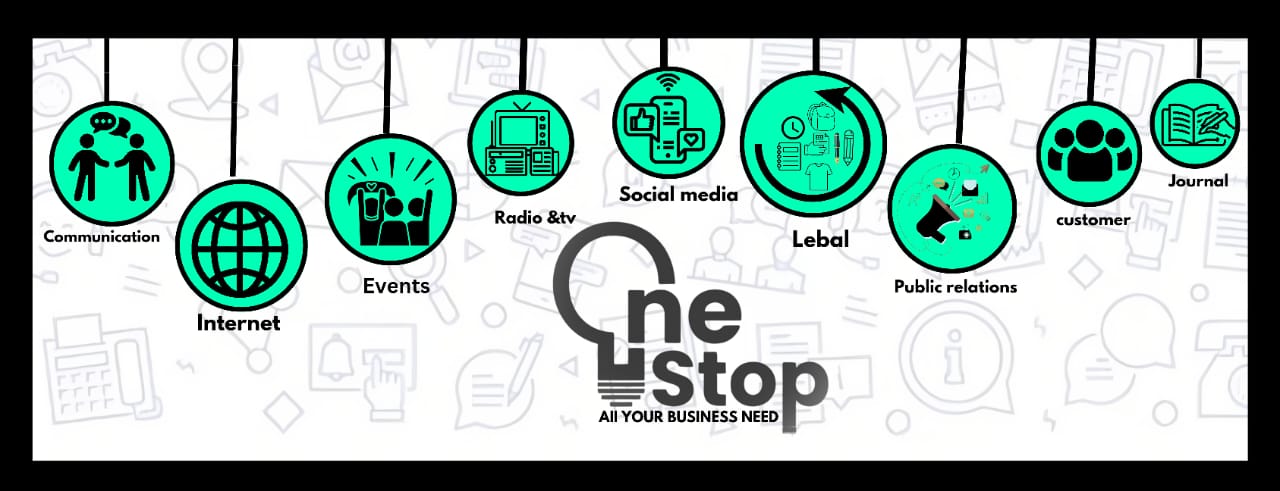 Communication
Internet
Events
Radio &tv
Social media
Lebal
Public relations
customer
Journal
One
Stop
All YOUR BUSINESS NEED